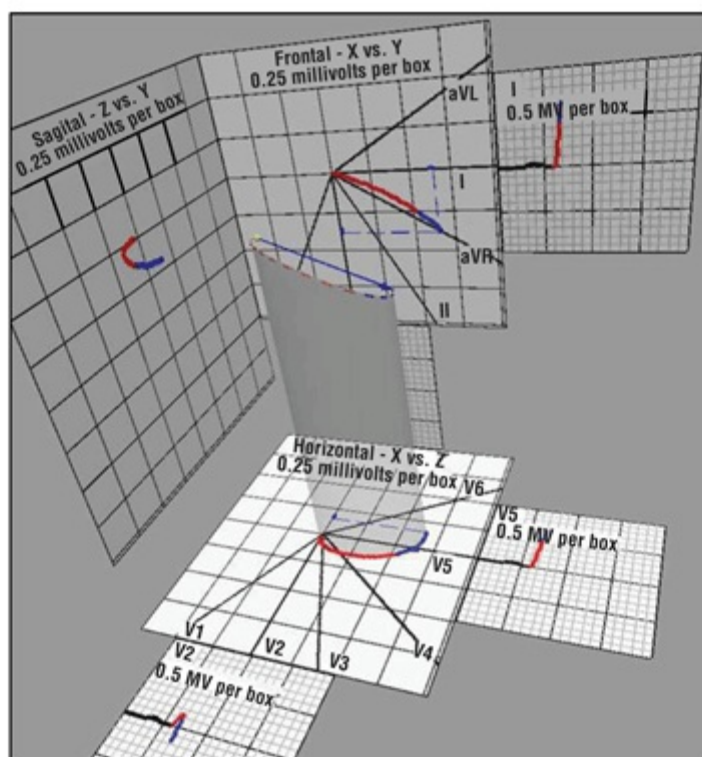 Frontal - X vs. Y
0.25 millivolts per box
Sagital - Z vs. Y
0.25 millivolts per box
aVL
I
0.5 MV per box
I
aVR
II
Horizontal - X vs. Z
0.25 millivolts per box
V6
V5
0.5 MV per box
V5
V1
V2
V3
V4
V2
0.5 MV per box